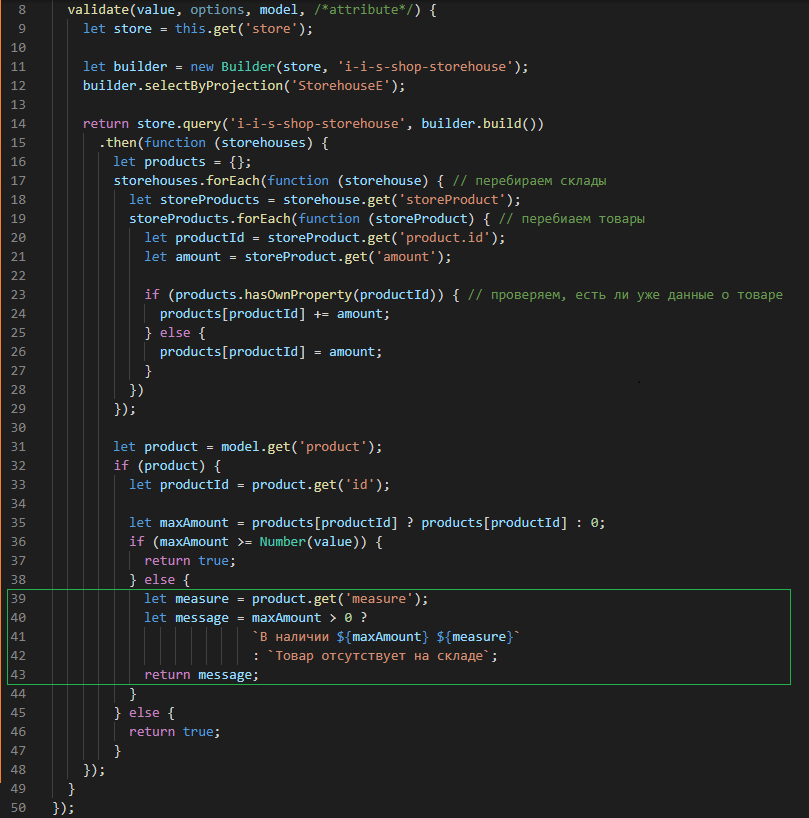 8 validate(value, options, model, /*attribute*/) {
9 let store = this.get('store');
10
11 let builder = new Builder(store, 'i-i-s-shop-storehouse');
12 builder.selectByProjection('StorehouseE');
13
14 return store.query('i-i-s-shop-storehouse', builder.build())
15 .then(function (storehouses) {
16 let products = {};
17 storehouses.forEach(function (storehouse) { // перебираем склады
18 let storeProducts = storehouse.get('storeProduct');
19 storeProducts.forEach(function (storeProduct) { // перебиаем товары
20 let productId = storeProduct.get('product.id');
21 let amount = storeProduct.get('amount');
22
23 if (products.hasOwnProperty(productId)) { // проверяем, есть ли уже данные о товаре
24 products[productId] += amount;
25 } else {
26 products[productId] = amount;
27 }
28 })
29 });
30
31 let product = model.get('product');
32 if (product) {
33 let productId = product.get('id');
34
35 let maxAmount = products[productId] ? products[productId] : 0;
36 if (maxAmount >= Number(value)) {
37 return true;
38 } else {
39 let measure = product.get('measure');
40 let message = maxAmount > 0 ?
41 `В наличии ${maxAmount} ${measure}`
42 : `Товар отсутствует на складе`;
43 return message;
44 }
45 } else {
46 return true;
47 }
48 });
49 }
50 });